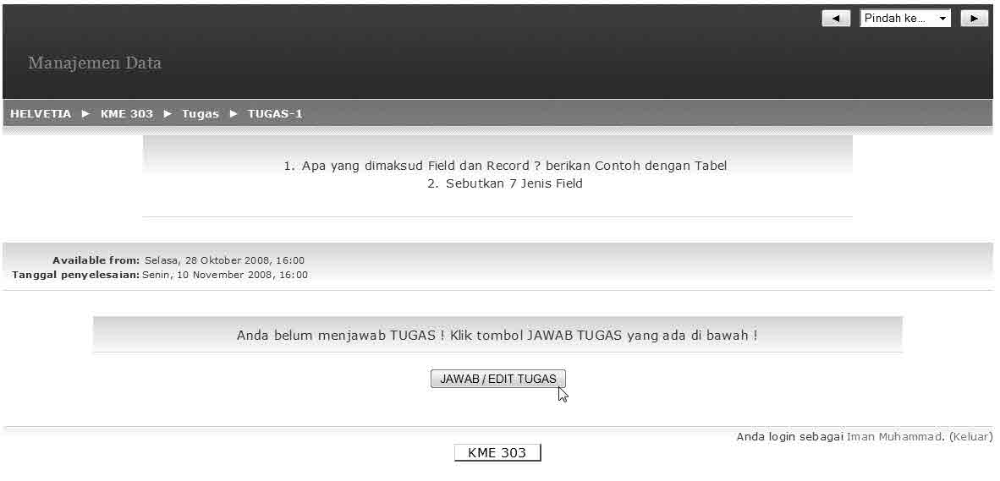 ◄ Pindah ke... ►
Manajemen Data
HELVETIA ► KME 303 ► Tugas ► TUGAS-1
1. Apa yang dimaksud Field dan Record ? berikan Contoh dengan Tabel
2. Sebutkan 7 Jenis Field
Available from: Selasa, 28 Oktober 2008, 16:00
Tanggal penyelesaian: Senin, 10 November 2008, 16:00
Anda belum menjawab TUGAS ! Klik tombol JAWAB TUGAS yang ada di bawah !
JAWAB / EDIT TUGAS
Anda login sebagai Iman Muhammad. (Keluar)
KME 303